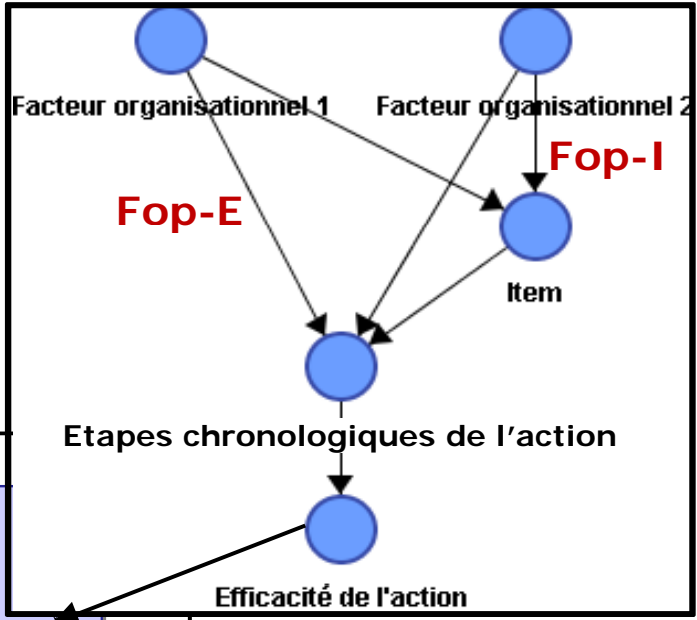 Facteur organisationnel 1
Facteur organisationnel 2
Fop-I
Fop-E
Item
Etapes chronologiques de l'action
Efficacité de l'action